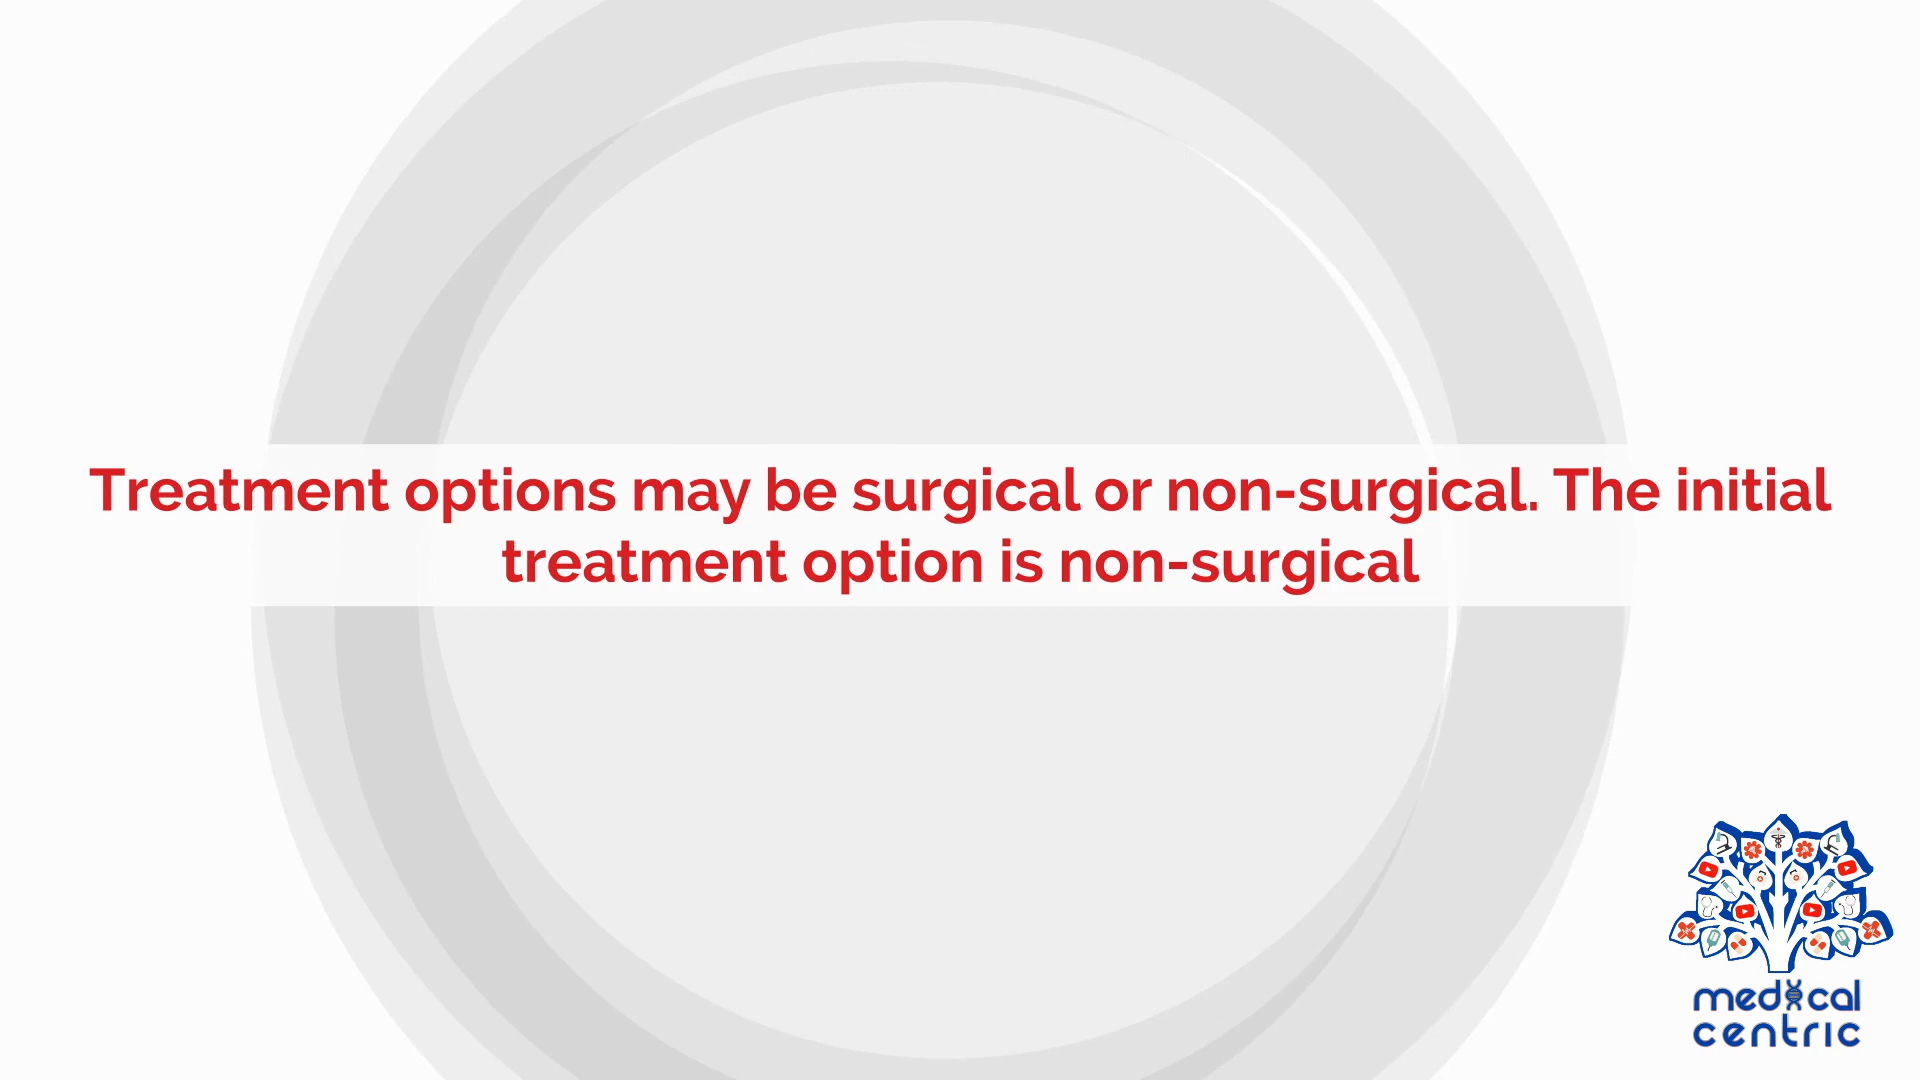 Treatment options may be surgical or non-surgical. The initial
treatment option is non-surgical
medical
centric